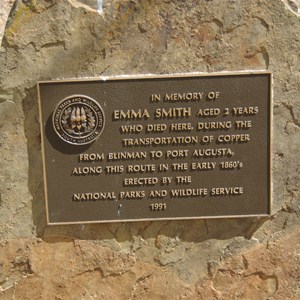 IN MEMORY OF
EMMA SMITH AGED 2 YEARS
WHO DIED HERE, DURING THE
TRANSPORTATION OF COPPER
FROM BLINMAN TO PORT AUGUSTA,
ALONG THIS ROUTE IN THE EARLY 1860's
ERECTED BY THE
NATIONAL PARKS AND WILDLIFE SERVICE
1991